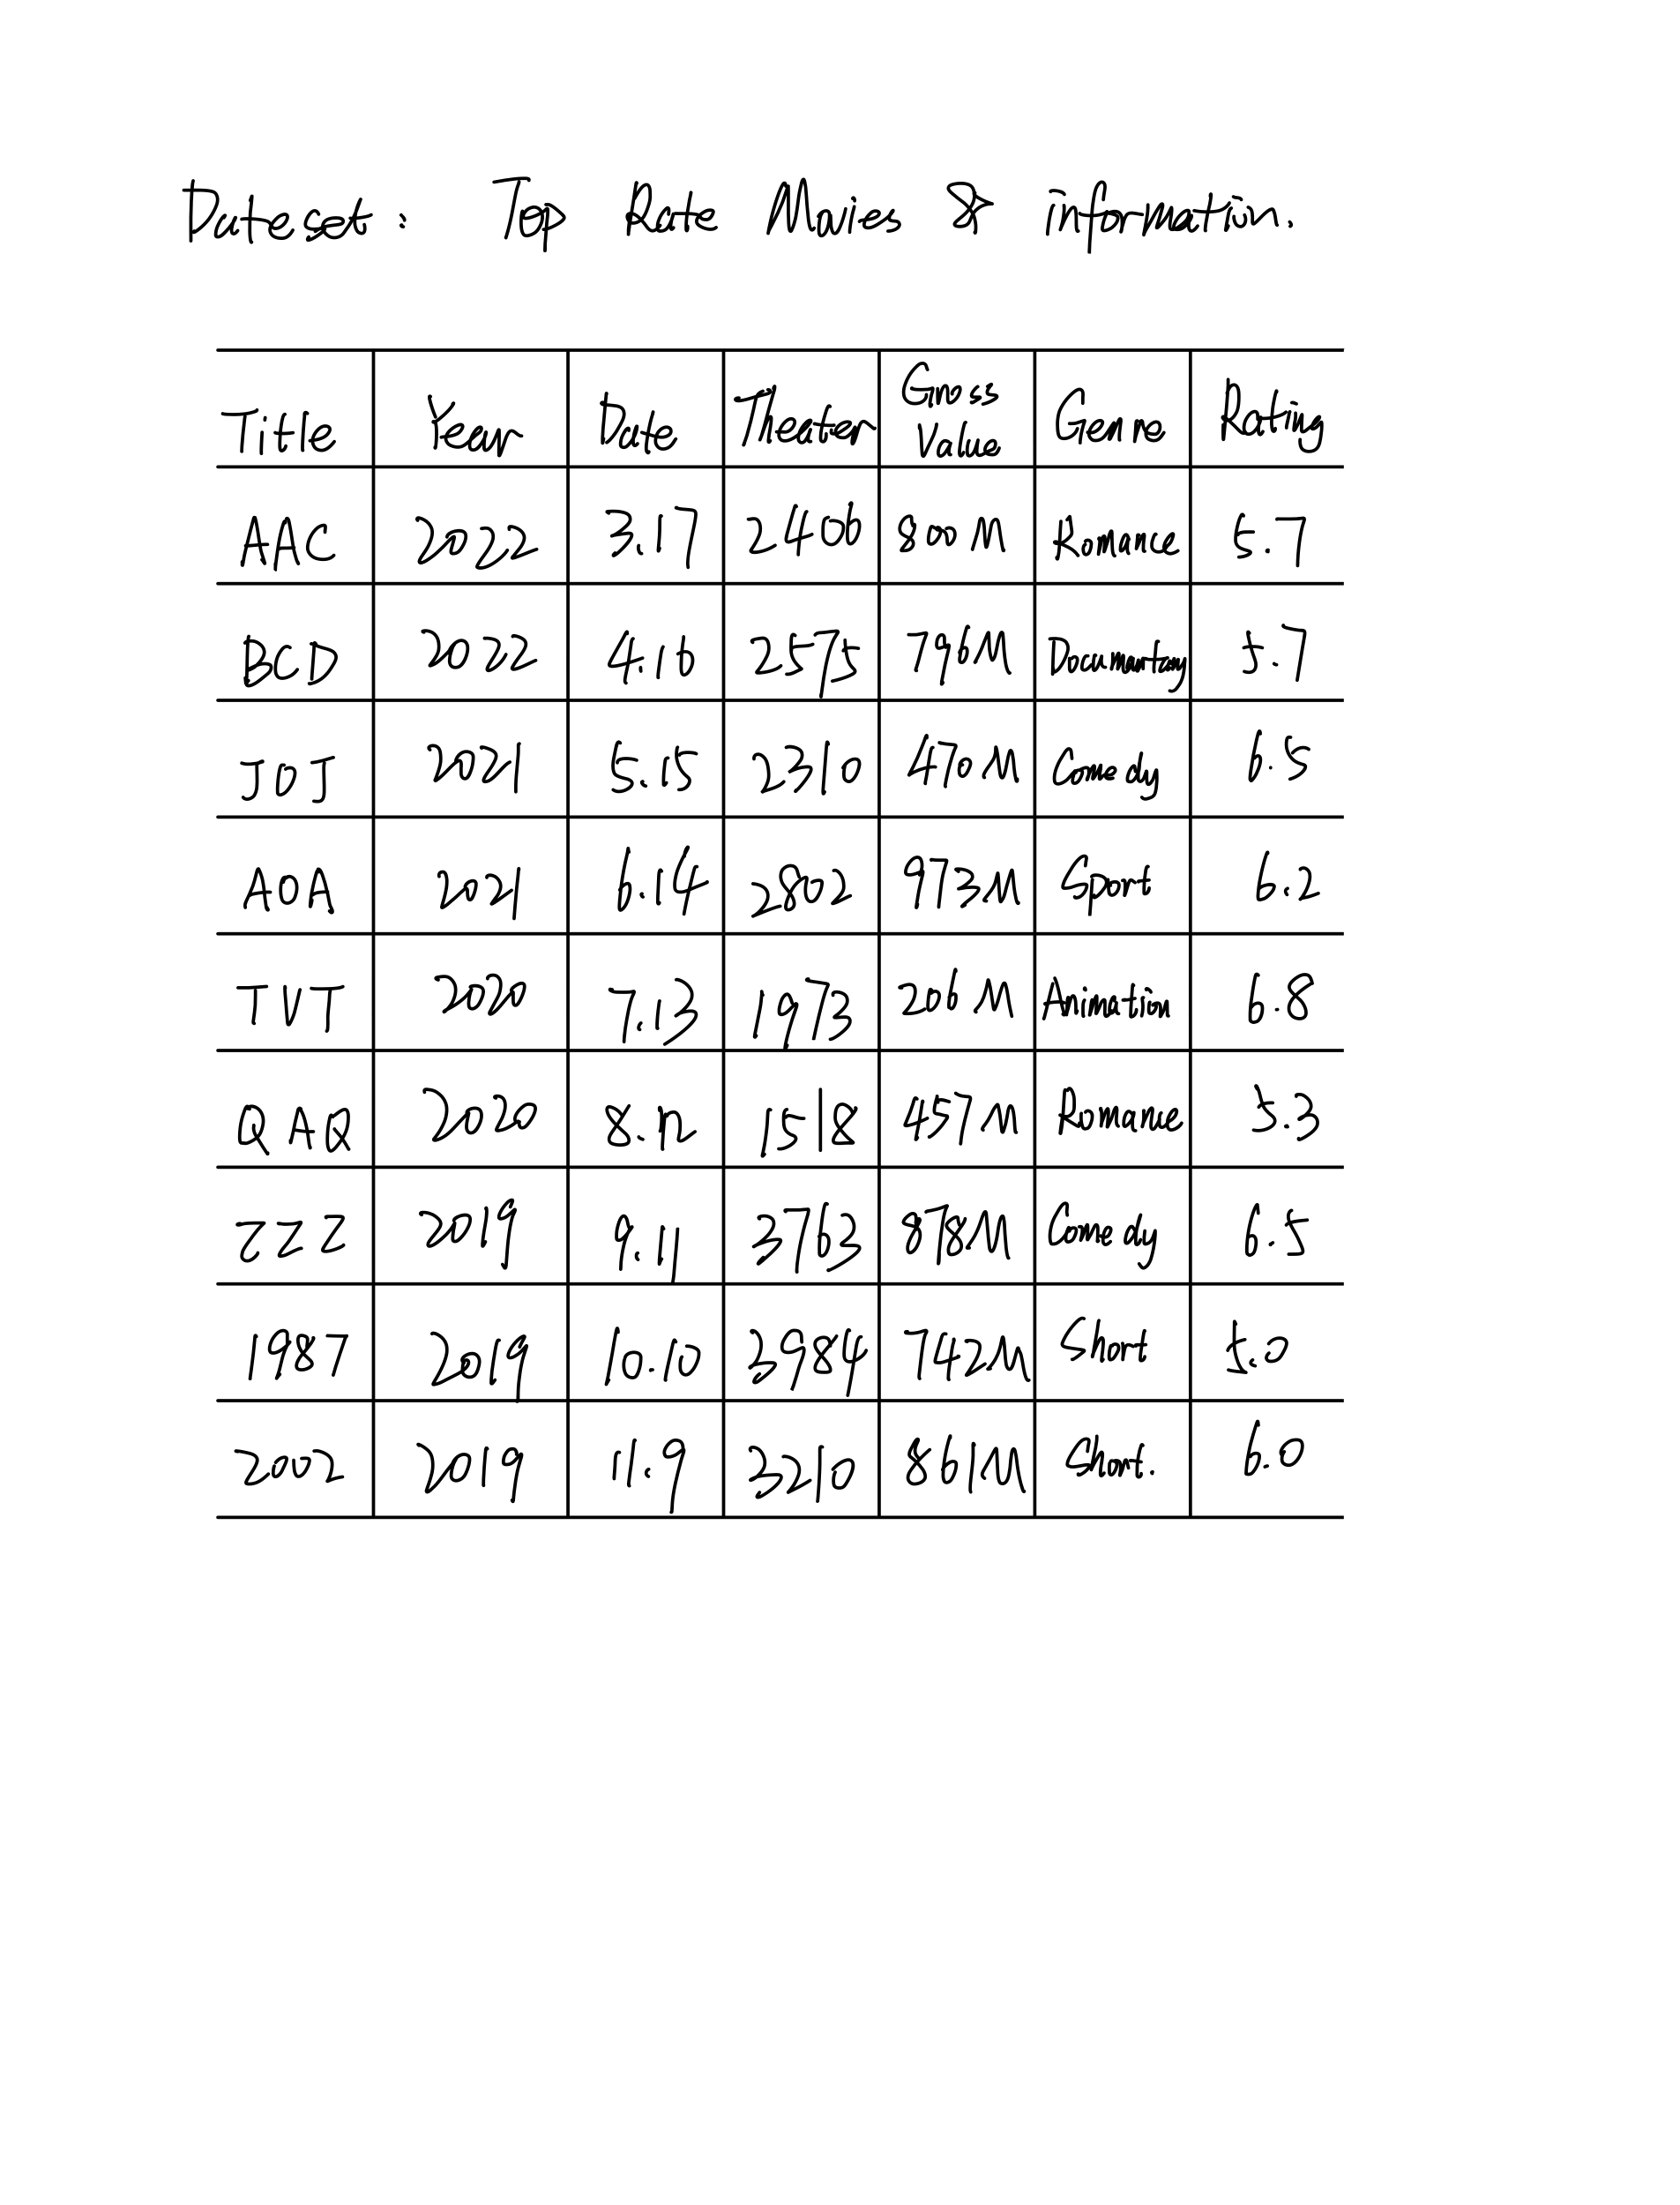 Dataset: Top Rate Movies & information.
Title Year Date Theater Gross Value Genre Rating
AAC 2022 3.17 2406 800M Romance 5.7
BCD 2022 4.16 2575 796M Documantary 5.7
JOJ 2021 5.15 2310 470M Comedy 6.5
AOA 2021 6.14 2802 973M Sport 6.2
TVT 2020 7.13 1973 206M Animation 6.8
QAQ 2020 8.12 1518 457M Romance 5.3
ZZZ 2019 9.11 3763 878M Comedy 6.5
1987 2019 10.10 3984 742M Short 5.0
2002 2019 11.9 3210 861M Short. 6.0